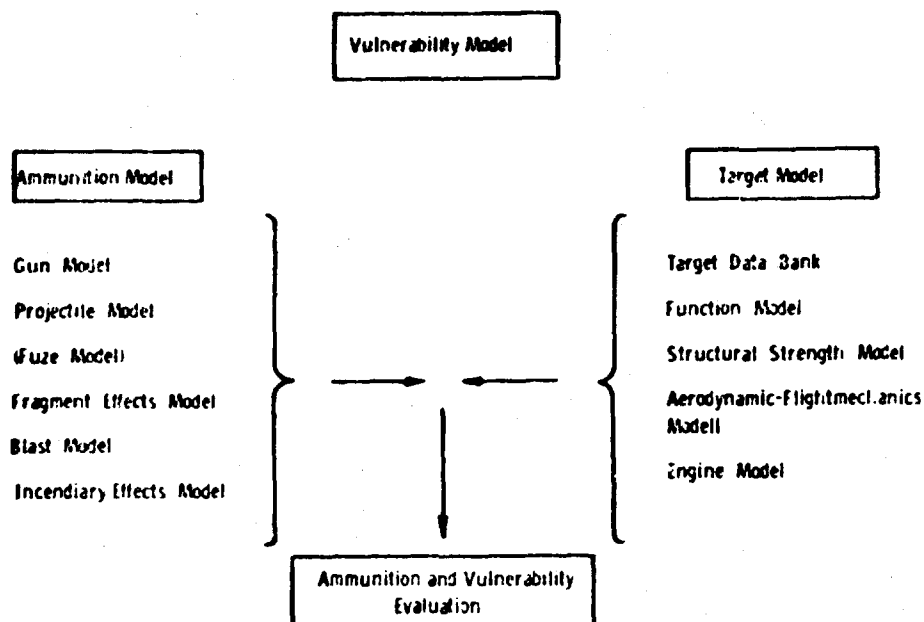 Vulnerability Model
Ammunition Model
Gun Model
Projectile Model
(Fuze Model)
Fragment Effects Model
Blast Model
Incendiary Effects Model
Target Model
Target Data Bank
Function Model
Structural Strength Model
Aerodynamic-Flightmechanics
Modell
Engine Model
Ammunition and Vulnerability
Evaluation